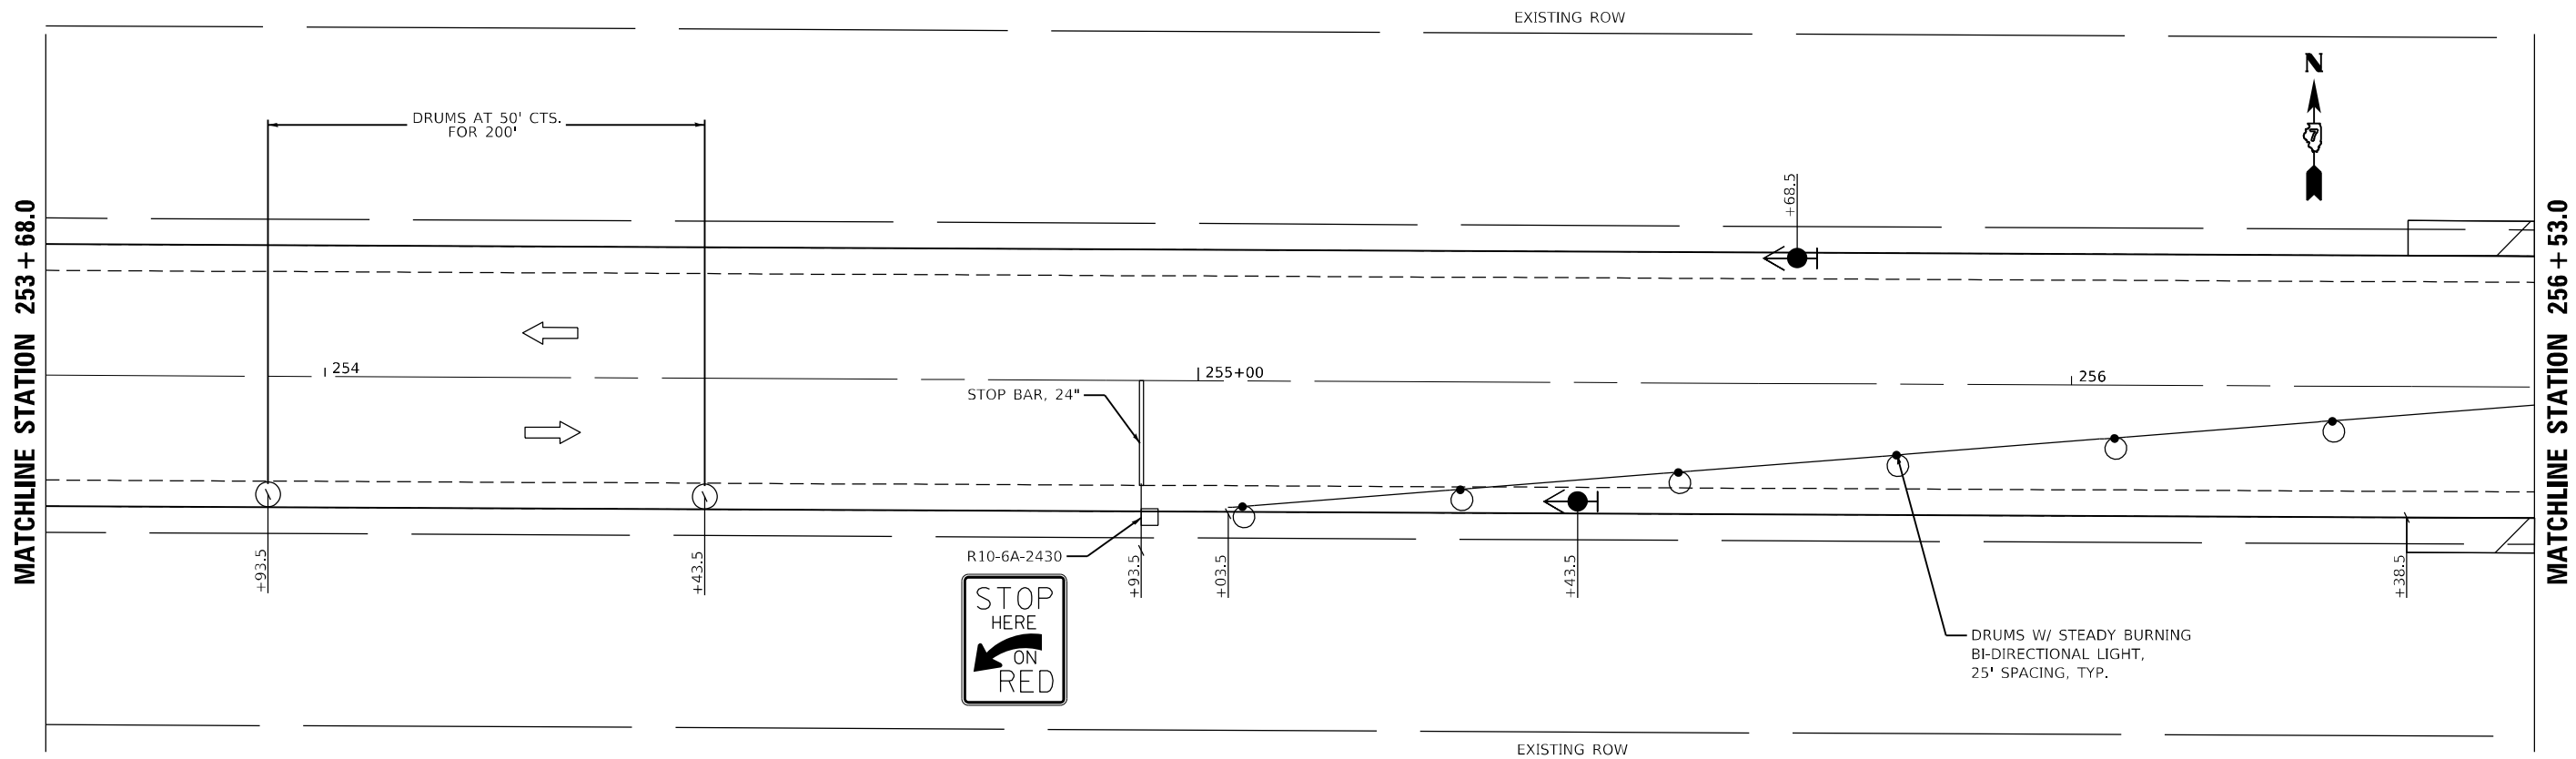 EXISTING ROW
N
7
DRUMS AT 50' CTS.
FOR 200'
+68.5
MATCHLINE STATION 253+68.0
MATCHLINE STATION 256+53.0
254
255+00
256
STOP BAR, 24"
R10-6A-2430
+93.5
+43.5
+93.5
+03.5
+43.5
+38.5
STOP
HERE
ON
RED
DRUMS W/ STEADY BURNING
BI-DIRECTIONAL LIGHT,
25' SPACING, TYP.
EXISTING ROW